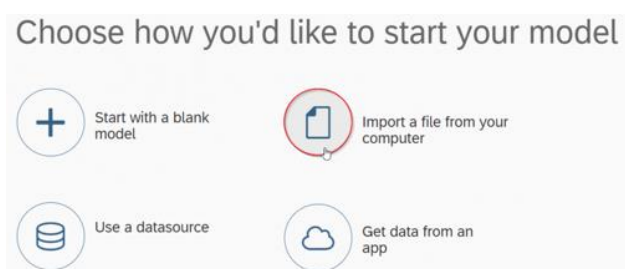 Choose how you'd like to start your model
Start with a blank
model
Import a file from your
computer
Use a datasource
Get data from an
app